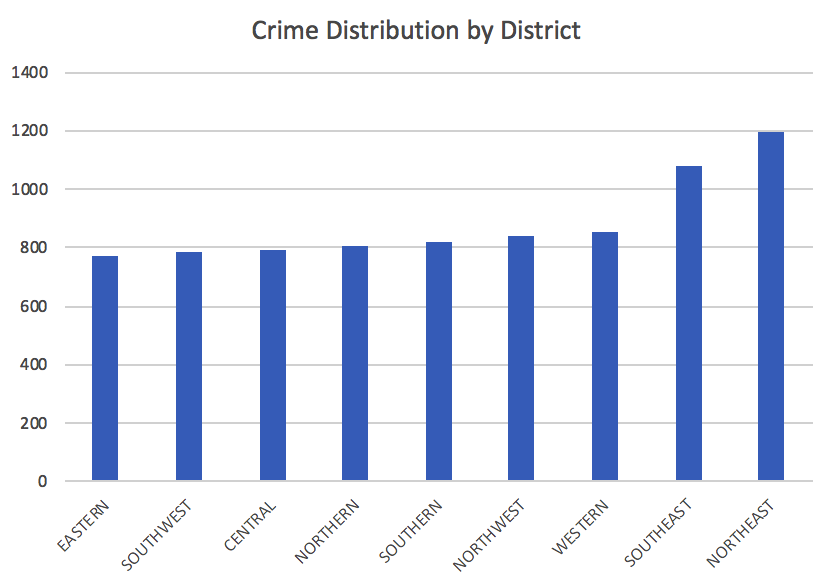 Crime Distribution by District
1400
1200
1000
800
600
400
200
0
EASTERN
SOUTHWEST
CENTRAL
NORTHERN
SOUTHERN
NORTHWEST
WESTERN
SOUTHEAST
NORTHEAST